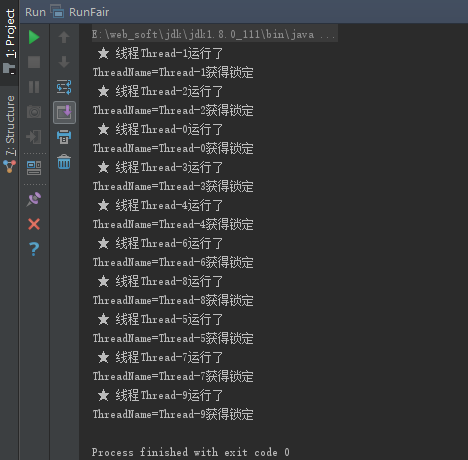 Run RunFair
1: Project
7: Structure
E:\web_soft\jdk\jdk1.8.0_111\bin\java ...
★ 线程Thread-1运行了
ThreadName=Thread-1获得锁定
★ 线程Thread-2运行了
ThreadName=Thread-2获得锁定
★ 线程Thread-0运行了
ThreadName=Thread-0获得锁定
★ 线程Thread-3运行了
ThreadName=Thread-3获得锁定
★ 线程Thread-4运行了
ThreadName=Thread-4获得锁定
★ 线程Thread-6运行了
ThreadName=Thread-6获得锁定
★ 线程Thread-8运行了
ThreadName=Thread-8获得锁定
★ 线程Thread-5运行了
ThreadName=Thread-5获得锁定
★ 线程Thread-7运行了
ThreadName=Thread-7获得锁定
★ 线程Thread-9运行了
ThreadName=Thread-9获得锁定
Process finished with exit code 0